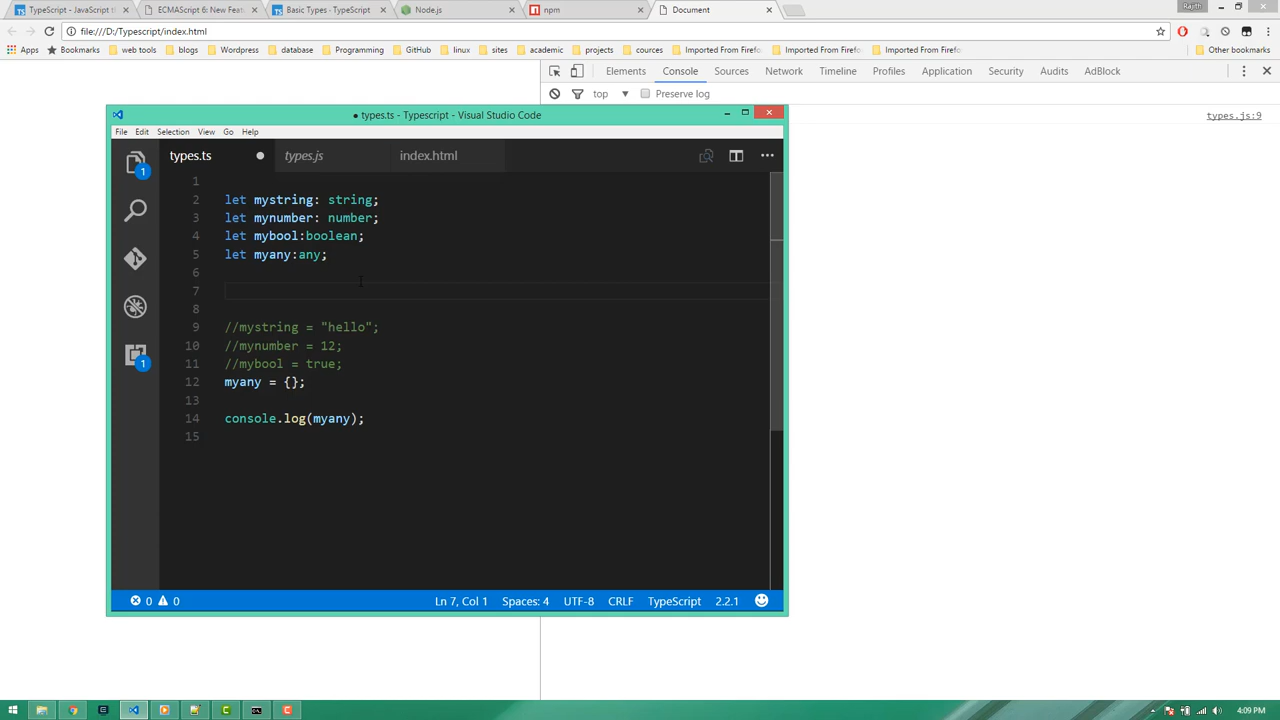 TypeScript - JavaScript t
ECMAScript 6: New Featu
Basic Types - TypeScript
Node.js
npm
Document
file:///D:/Typescript/index.html
Apps
Bookmarks
web tools
blogs
Wordpress
database
Programming
GitHub
linux
sites
academic
projects
cources
Imported From Firefo
Imported From Firefo
Imported From Firefo
Other bookmarks
Elements
Console
Sources
Network
Timeline
Profiles
Application
Security
Audits
AdBlock
top
Preserve log
types.js:9
● types.ts - Typescript - Visual Studio Code
File Edit Selection View Go Help
types.ts
types.js
index.html
1
1
1
2 let mystring: string;
3 let mynumber: number;
4 let mybool:boolean;
5 let myany:any;
6
7
8
9 //mystring = "hello";
10 //mynumber = 12;
11 //mybool = true;
12 myany = {};
13
14 console.log(myany);
15
0 0
Ln 7, Col 1
Spaces: 4
UTF-8
CRLF
TypeScript
2.2.1
4:09 PM